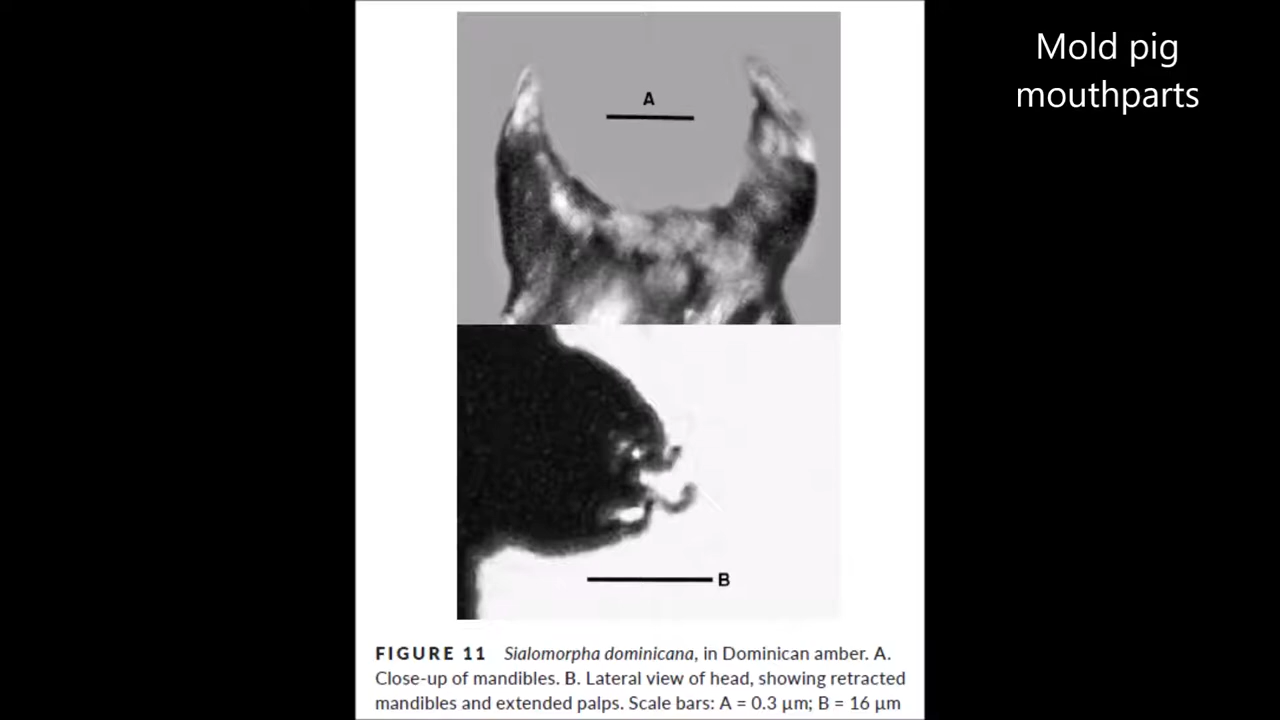 Mold pig
mouthparts
A
B
FIGURE 11 Sialomorpha dominicana, in Dominican amber. A.
Close-up of mandibles. B. Lateral view of head, showing retracted
mandibles and extended palps. Scale bars: A = 0.3 μm; B = 16 μm